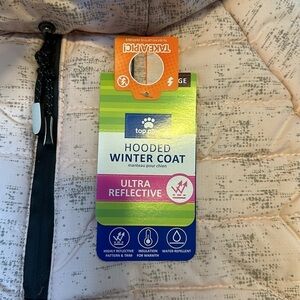 TAKE A PIC!
GE
top paw
HOODED
WINTER COAT
manteau pour chien
ULTRA
REFLECTIVE
HIGHLY REFLECTIVE
PATTERN & TRIM
INSULATION
FOR WARMTH
WATER REPELLENT